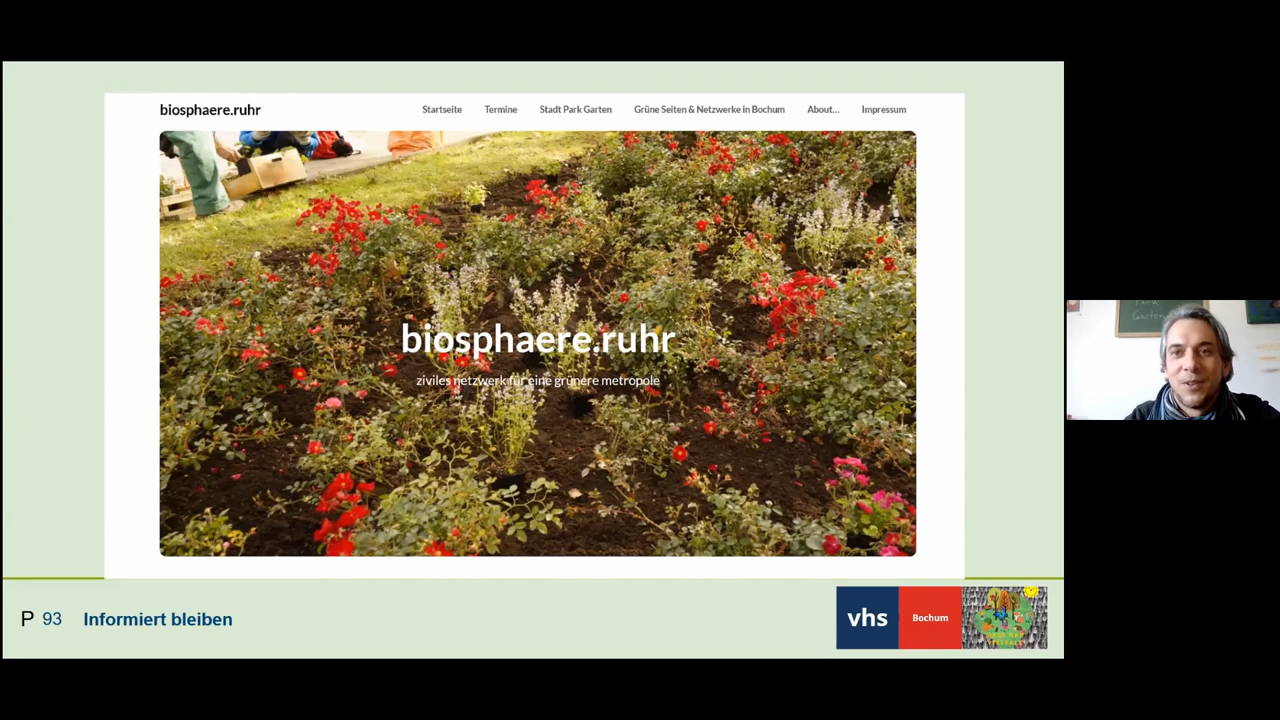 biosphaere.ruhr
Startseite Termine Stadt Park Garten Grüne Seiten & Netzwerke in Bochum About... Impressum
biosphaere.ruhr
ziviles netzwerk für eine grünere metropole
P 93 Informiert bleiben
vhs Bochum